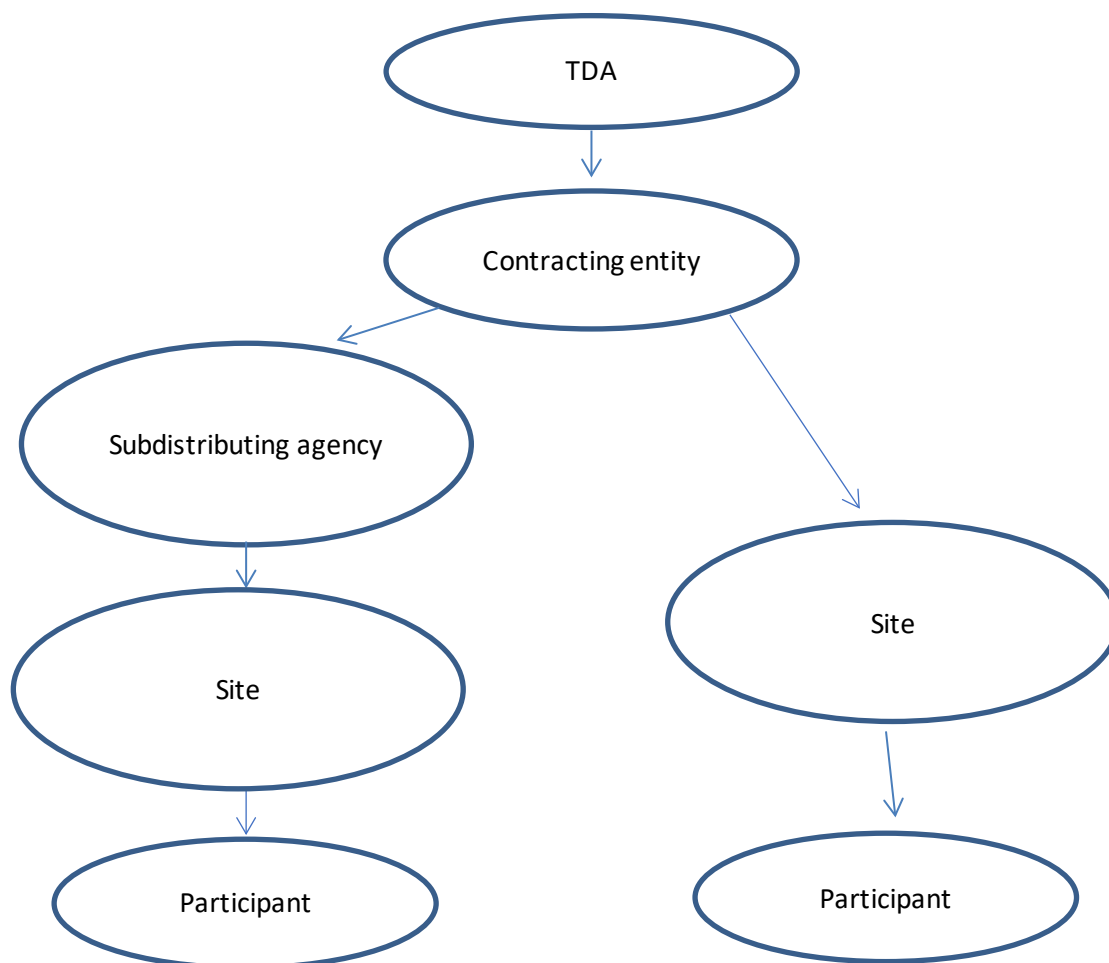 TDA
Contracting entity
Subdistributing agency
Site
Site
Participant
Participant